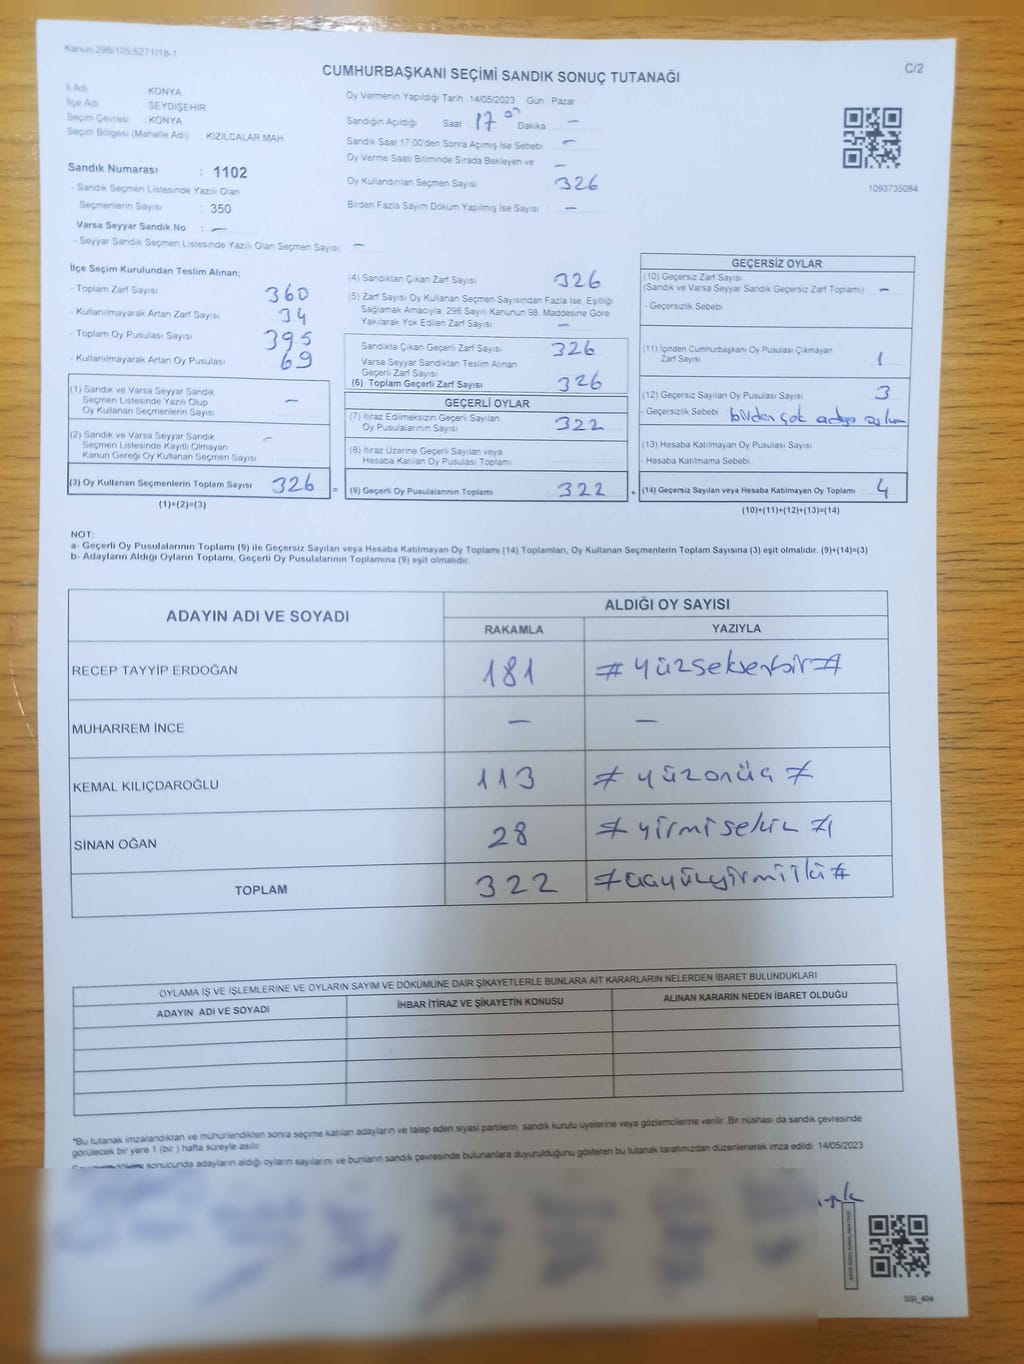 Kanun:298/105;6271/18-1
C/2
CUMHURBAŞKANI SEÇİMİ SANDIK SONUÇ TUTANAĞI
İl Adı KONYA
İlçe Adı SEYDİŞEHİR
Seçim Çevresi : KONYA
Seçim Bölgesi (Mahalle Adı) : KIZILCALAR MAH
Sandık Numarası : 1102
- Sandık Seçmen Listesinde Yazılı Olan
Seçmenlerin Sayısı : 350
Varsa Seyyar Sandık No : —
- Seyyar Sandık Seçmen Listesinde Yazılı Olan Seçmen Sayısı —
Oy Vermenin Yapıldığı Tarih 14/05/2023 Gün : Pazar
Sandığın Açıldığı Saat 17 00 Dakika —
Sandık Saat 17:00'den Sonra Açımış İse Sebebi —
Oy Verme Saati Bitiminde Sırada Bekleyen ve —
Oy Kullandırılan Seçmen Sayısı 326
Birden Fazla Sayım Döküm Yapılmış İse Sayısı —
1093735084
İlçe Seçim Kurulundan Teslim Alınan;
- Toplam Zarf Sayısı 360
- Kullanılmayarak Artan Zarf Sayısı 34
- Toplam Oy Pusulası Sayısı 395
- Kullanılmayarak Artan Oy Pusulası 69
(1) Sandık ve Varsa Seyyar Sandık
Seçmen Listesinde Yazılı Olup
Oy Kullanan Seçmenlerin Sayısı —
(2) Sandık ve Varsa Seyyar Sandık —
Seçmen Listesinde Kayıtlı Olmayan
Kanun Gereği Oy Kullanan Seçmen Sayısı
(3) Oy Kullanan Seçmenlerin Toplam Sayısı 326 =
(1)+(2)=(3)
(4) Sandıktan Çıkan Zarf Sayısı 326
(5) Zarf Sayısı Oy Kullanan Seçmen Sayısından Fazla İse, Eşitliği
Sağlamak Amacıyla, 298 Sayılı Kanunun 98. Maddesine Göre
Yakılarak Yok Edilen Zarf Sayısı —
Sandıkta Çıkan Geçerli Zarf Sayısı 326
Varsa Seyyar Sandıktan Teslim Alınan
Geçerli Zarf Sayısı
(6) Toplam Geçerli Zarf Sayısı 326
GEÇERLİ OYLAR
(7) İtiraz Edilmeksizin Geçerli Sayılan
Oy Pusulalarının Sayısı 322
(8) İtiraz Üzerine Geçerli Sayılan veya
Hesaba Katılan Oy Pusulası Toplamı
(9) Geçerli Oy Pusulalarının Toplamı 322 +
GEÇERSİZ OYLAR
(10) Geçersiz Zarf Sayısı
(Sandık ve Varsa Seyyar Sandık Geçersiz Zarf Toplamı) —
- Geçersizlik Sebebi
(11) İçinden Cumhurbaşkanı Oy Pusulası Çıkmayan
Zarf Sayısı 1
(12) Geçersiz Sayılan Oy Pusulası Sayısı 3
- Geçersizlik Sebebi birden çok adaya
(13) Hesaba Katılmayan Oy Pusulası Sayısı
- Hesaba Katılmama Sebebi
(14) Geçersiz Sayılan veya Hesaba Katılmayan Oy Toplamı 4
(10)+(11)+(12)+(13)=(14)
NOT:
a- Geçerli Oy Pusulalarının Toplamı (9) ile Geçersiz Sayılan veya Hesaba Katılmayan Oy Toplamı (14) Toplamları, Oy Kullanan Seçmenlerin Toplam Sayısına (3) eşit olmalıdır. (9)+(14)=(3)
b- Adayların Aldığı Oyların Toplamı, Geçerli Oy Pusulalarının Toplamına (9) eşit olmalıdır.
ADAYIN ADI VE SOYADI ALDIĞI OY SAYISI
RAKAMLA YAZIYLA
RECEP TAYYİP ERDOĞAN 181 # Yüzseksenbir #
MUHARREM İNCE — —
KEMAL KILIÇDAROĞLU 113 # yüzonüç #
SİNAN OĞAN 28 # yirmisekiz #
TOPLAM 322 # üçyüzyirmiiki #
OYLAMA İŞ VE İŞLEMLERİNE VE OYLARIN SAYIM VE DÖKÜMÜNE DAİR ŞİKAYETLERLE BUNLARA AİT KARARLARIN NELERDEN İBARET BULUNDUKLARI
ADAYIN ADI VE SOYADI İHBAR İTİRAZ VE ŞİKAYETİN KONUSU ALINAN KARARIN NEDEN İBARET OLDUĞU
*Bu tutanak imzalandıktan ve mühürlendikten sonra seçime katılan adayların ve talep eden siyasi partilerin sandık kurulu üyelerine veya gözlemcilerine verilir. Bir nüshası da sandık çevresinde
görülecek bir yere 1 (bir) hafta süreyle asılır.
sonucunda adayların aldığı oyların sayılarını ve bunların sandık çevresinde bulunanlara duyurulduğunu gösteren bu tutanak tarafımızdan düzenlenerek imza edildi. 14/05/2023
SSI_404